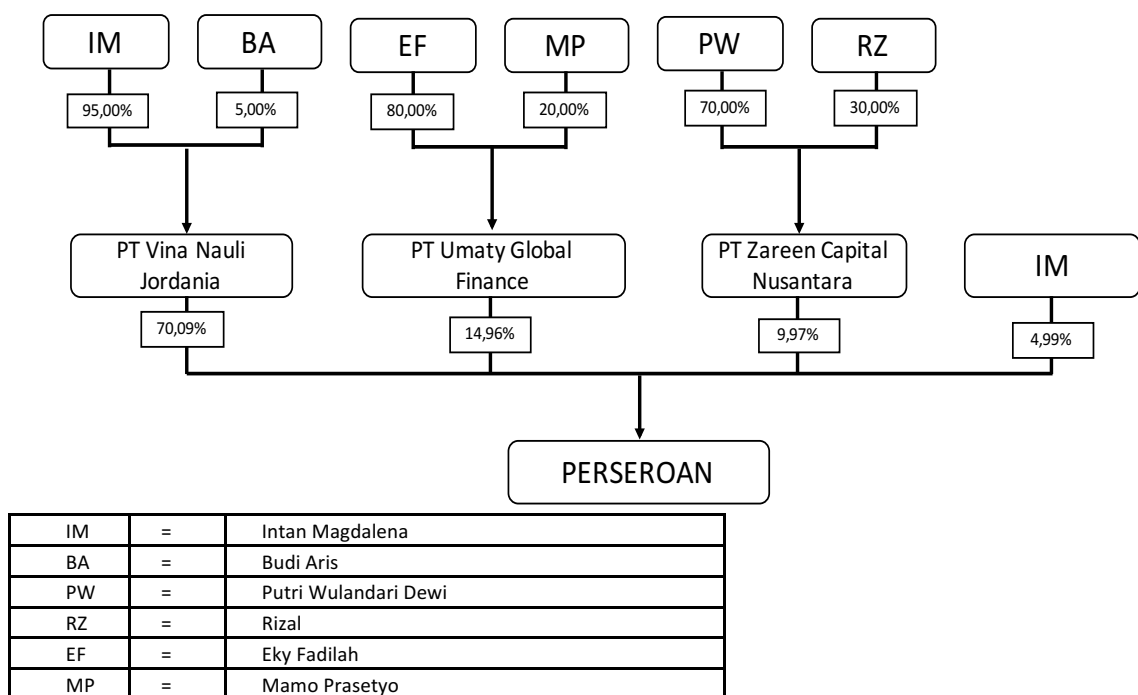 IM BA EF MP PW RZ
95,00% 5,00% 80,00% 20,00% 70,00% 30,00%
PT Vina Nauli
Jordania
PT Umaty Global
Finance
PT Zareen Capital
Nusantara
IM
70,09% 14,96% 9,97% 4,99%
PERSEROAN
IM = Intan Magdalena
BA = Budi Aris
PW = Putri Wulandari Dewi
RZ = Rizal
EF = Eky Fadilah
MP = Mamo Prasetyo